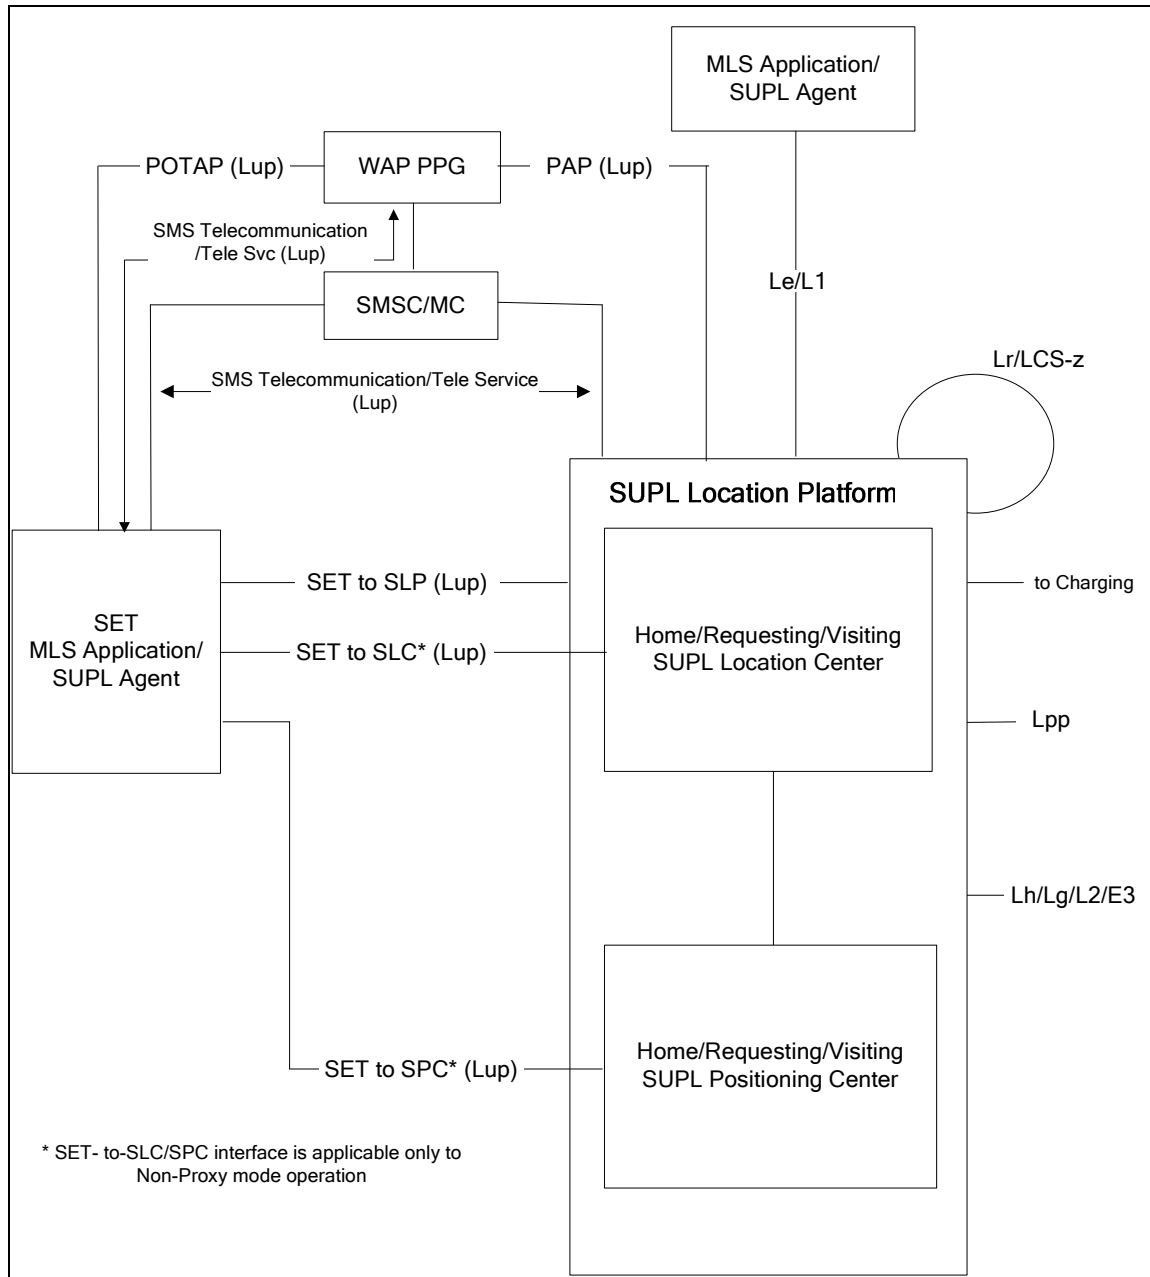 MLS Application/
SUPL Agent
POTAP (Lup)
WAP PPG
PAP (Lup)
SMS Telecommunication
/Tele Svc (Lup)
SMSC/MC
Le/L1
Lr/LCS-z
SMS Telecommunication/Tele Service
(Lup)
SUPL Location Platform
SET to SLP (Lup)
to Charging
SET
MLS Application/
SUPL Agent
SET to SLC* (Lup)
Home/Requesting/Visiting
SUPL Location Center
Lpp
Lh/Lg/L2/E3
SET to SPC* (Lup)
Home/Requesting/Visiting
SUPL Positioning Center
* SET- to-SLC/SPC interface is applicable only to
Non-Proxy mode operation